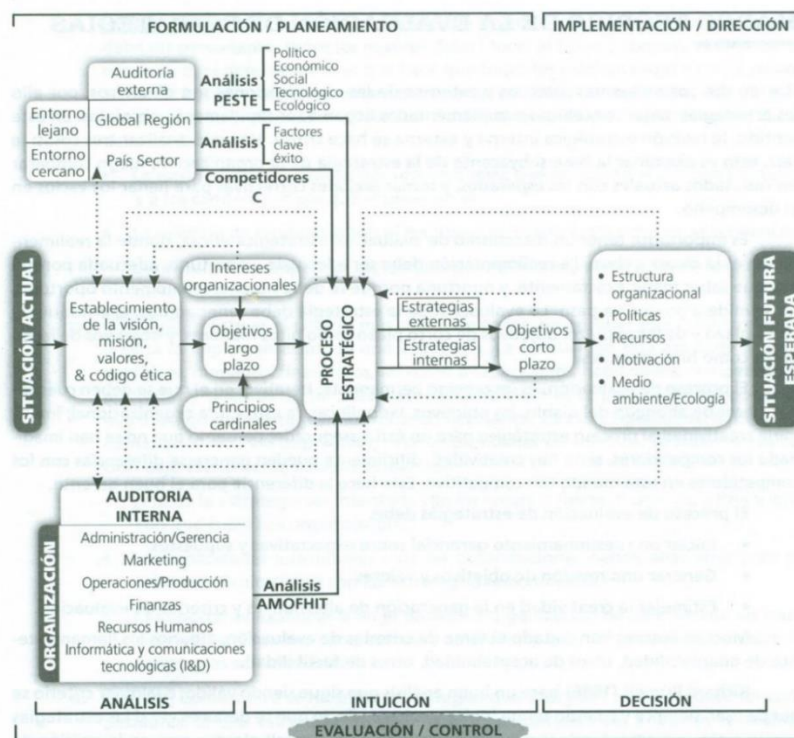 FORMULACIÓN / PLANEAMIENTO
IMPLEMENTACIÓN / DIRECCIÓN
Auditoría
externa
Entorno
lejano
Global Región
Entorno
cercano
País Sector
Análisis
PESTE
Político
Económico
Social
Tecnológico
Ecológico
Análisis
Factores
clave
éxito
Competidores
C
SITUACIÓN ACTUAL
Establecimiento
de la visión,
misión,
valores,
& código ética
Intereses
organizacionales
Objetivos
largo
plazo
Principios
cardinales
PROCESO
ESTRATÉGICO
Estrategias
externas
Estrategias
internas
Objetivos
corto
plazo
• Estructura
organizacional
• Políticas
• Recursos
• Motivación
• Medio
ambiente/Ecología
SITUACIÓN FUTURA
ESPERADA
ORGANIZACIÓN
AUDITORIA
INTERNA
Administración/Gerencia
Marketing
Operaciones/Producción
Finanzas
Recursos Humanos
Informática y comunicaciones
tecnológicas (I&D)
Análisis
AMOFHIT
ANÁLISIS
INTUICIÓN
DECISIÓN
EVALUACIÓN / CONTROL